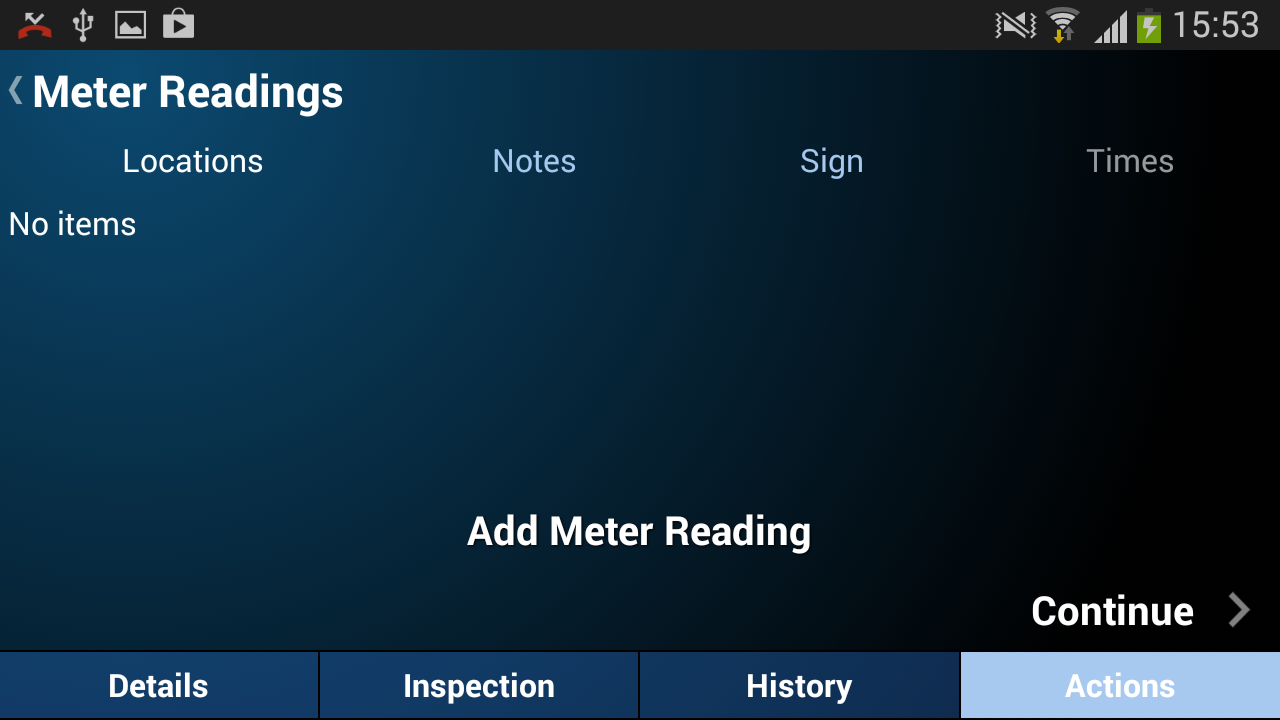 15:53
Meter Readings
Locations Notes Sign Times
No items
Add Meter Reading
Continue
Details Inspection History Actions